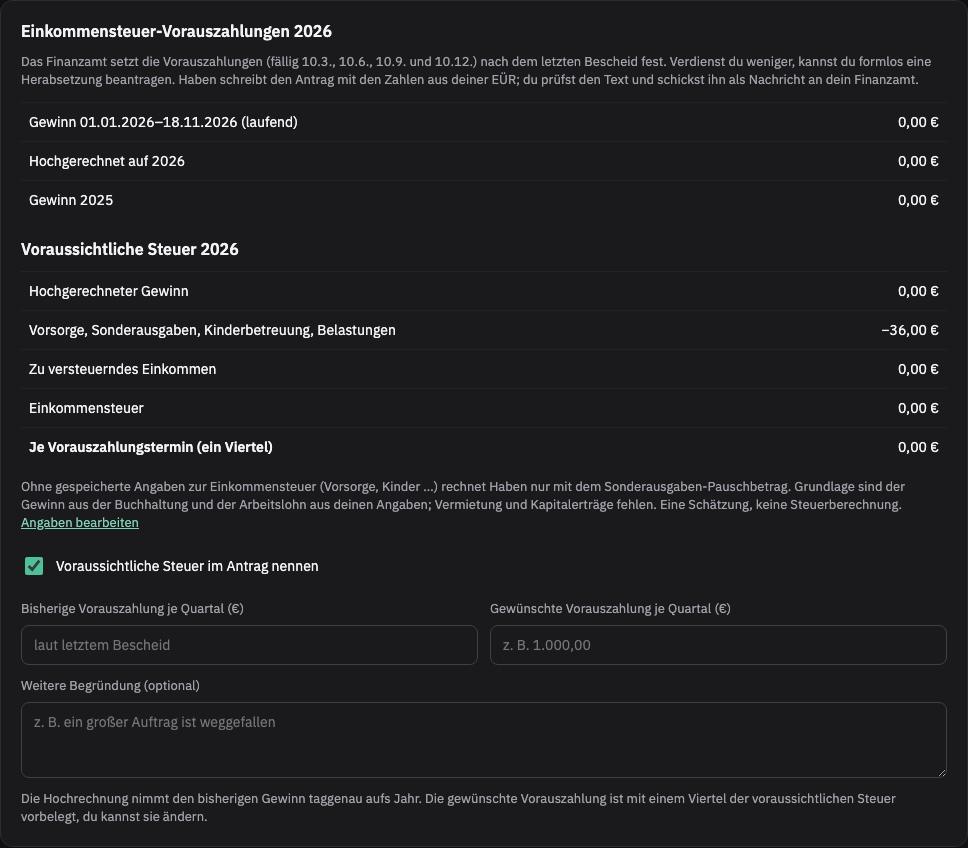 Einkommensteuer-Vorauszahlungen 2026
Das Finanzamt setzt die Vorauszahlungen (fällig 10.3., 10.6., 10.9. und 10.12.) nach dem letzten Bescheid fest. Verdienst du weniger, kannst du formlos eine
Herabsetzung beantragen. Haben schreibt den Antrag mit den Zahlen aus deiner EÜR; du prüfst den Text und schickst ihn als Nachricht an dein Finanzamt.
Gewinn 01.01.2026–18.11.2026 (laufend) 0,00 €
Hochgerechnet auf 2026 0,00 €
Gewinn 2025 0,00 €
Voraussichtliche Steuer 2026
Hochgerechneter Gewinn 0,00 €
Vorsorge, Sonderausgaben, Kinderbetreuung, Belastungen −36,00 €
Zu versteuerndes Einkommen 0,00 €
Einkommensteuer 0,00 €
Je Vorauszahlungstermin (ein Viertel) 0,00 €
Ohne gespeicherte Angaben zur Einkommensteuer (Vorsorge, Kinder …) rechnet Haben nur mit dem Sonderausgaben-Pauschbetrag. Grundlage sind der
Gewinn aus der Buchhaltung und der Arbeitslohn aus deinen Angaben; Vermietung und Kapitalerträge fehlen. Eine Schätzung, keine Steuerberechnung.
Angaben bearbeiten
Voraussichtliche Steuer im Antrag nennen
Bisherige Vorauszahlung je Quartal (€) Gewünschte Vorauszahlung je Quartal (€)
laut letztem Bescheid z. B. 1.000,00
Weitere Begründung (optional)
z. B. ein großer Auftrag ist weggefallen
Die Hochrechnung nimmt den bisherigen Gewinn taggenau aufs Jahr. Die gewünschte Vorauszahlung ist mit einem Viertel der voraussichtlichen Steuer
vorbelegt, du kannst sie ändern.